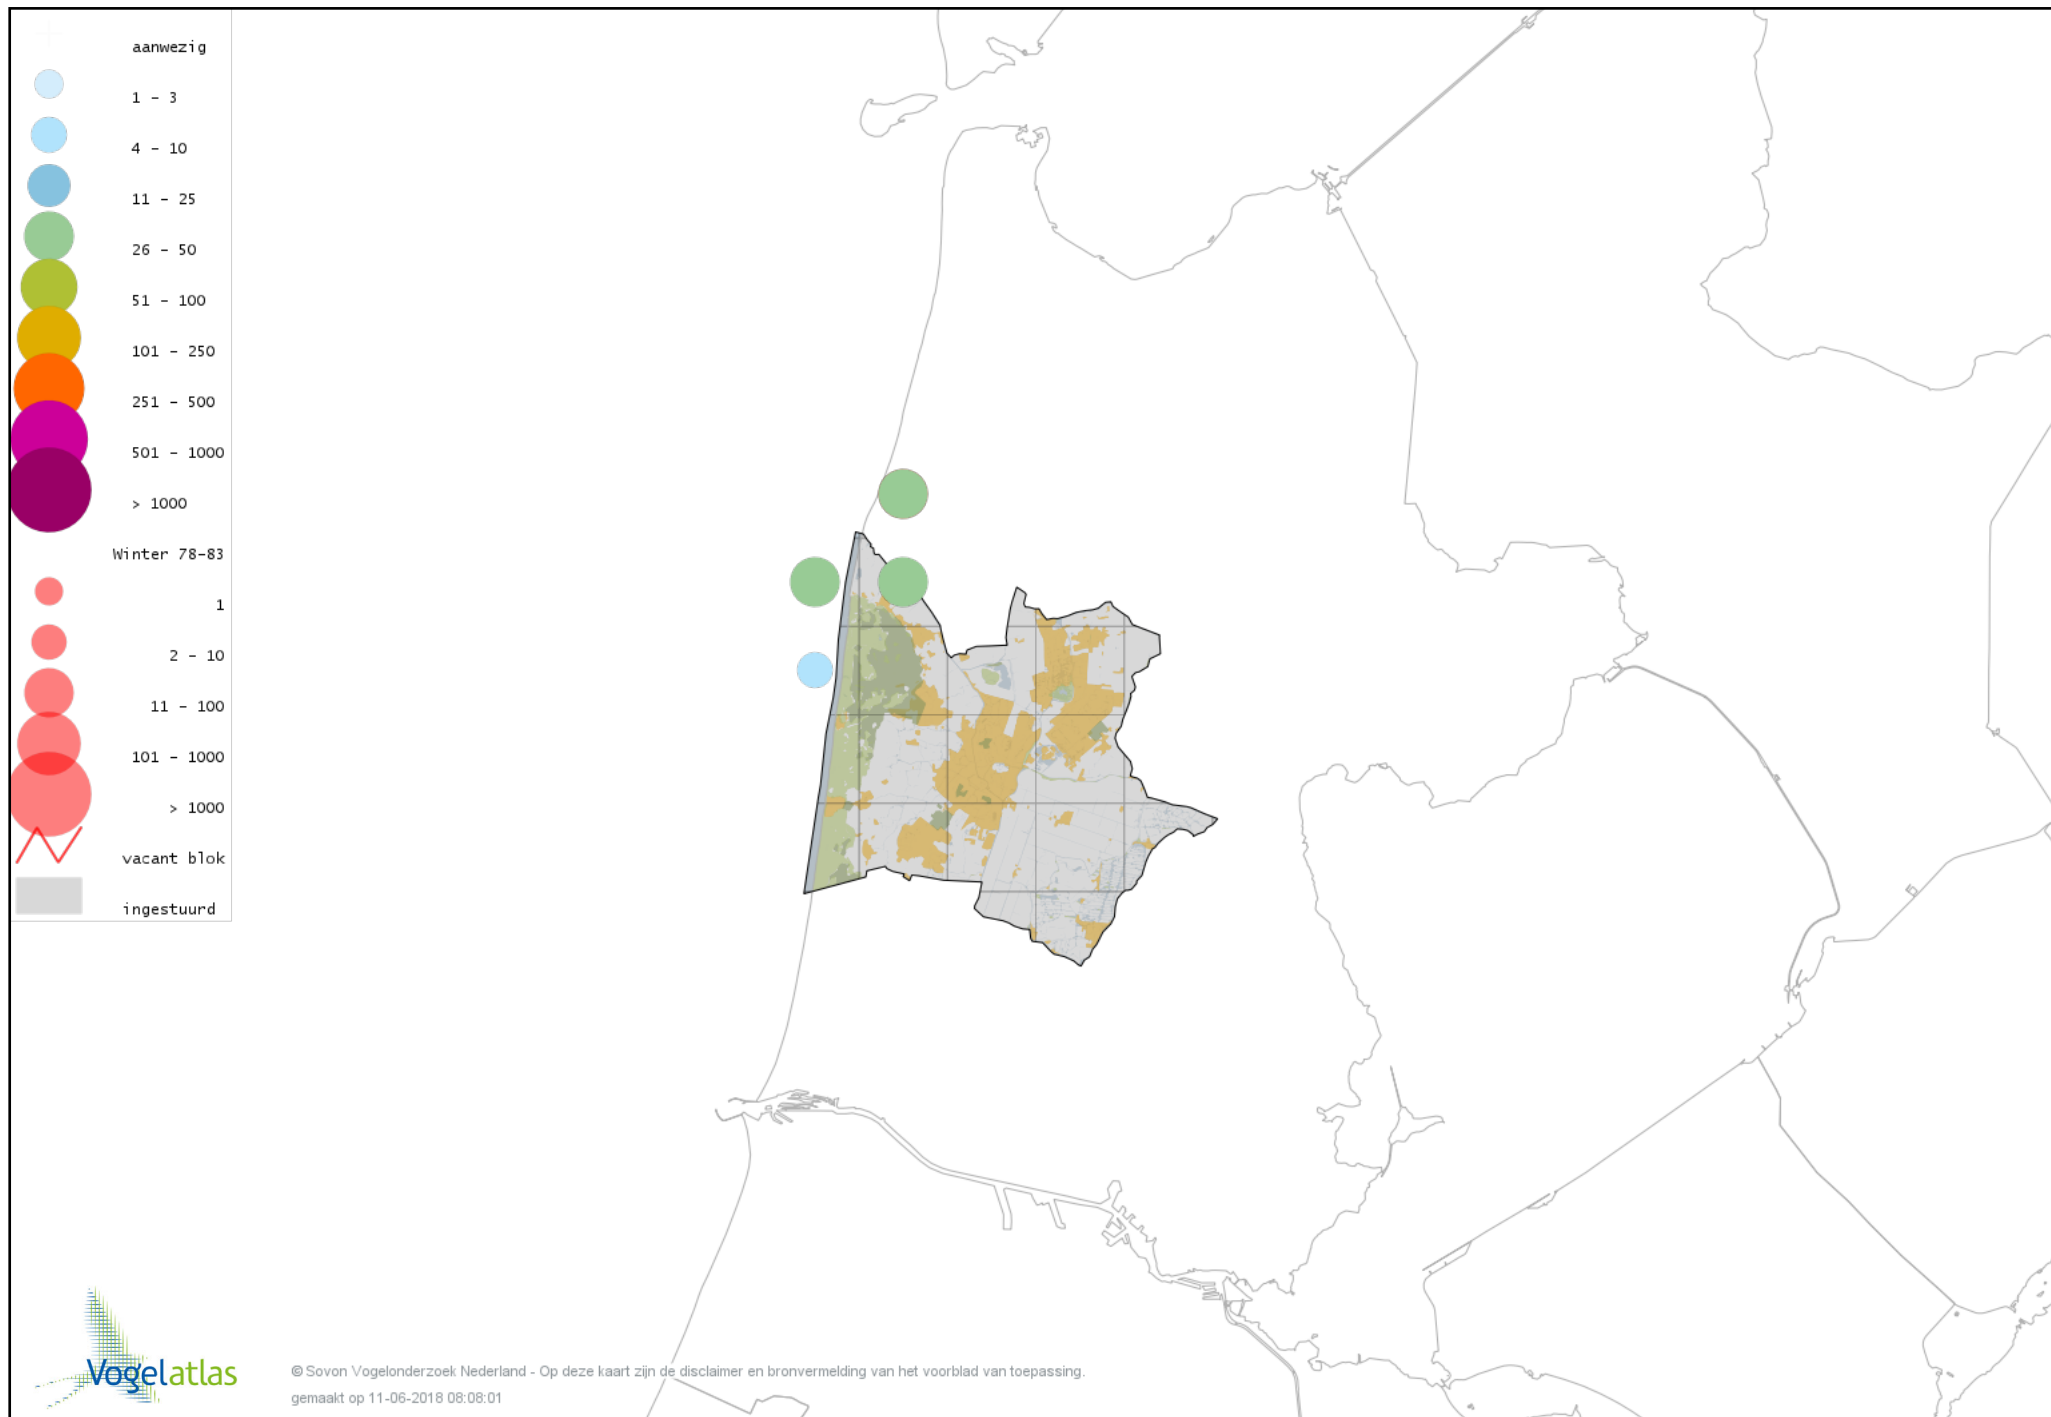 aanwezig
1 - 3
4 - 10
11 - 25
26 - 50
51 - 100
101 - 250
251 - 500
501 - 1000
> 1000
Winter 78-83
1
2 - 10
11 - 100
101 - 1000
> 1000
vacant blok
ingestuurd
Vogelatlas
© Sovon Vogelonderzoek Nederland - Op deze kaart zijn de disclaimer en bronvermelding van het voorblad van toepassing.
gemaakt op 11-06-2018 08:08:01